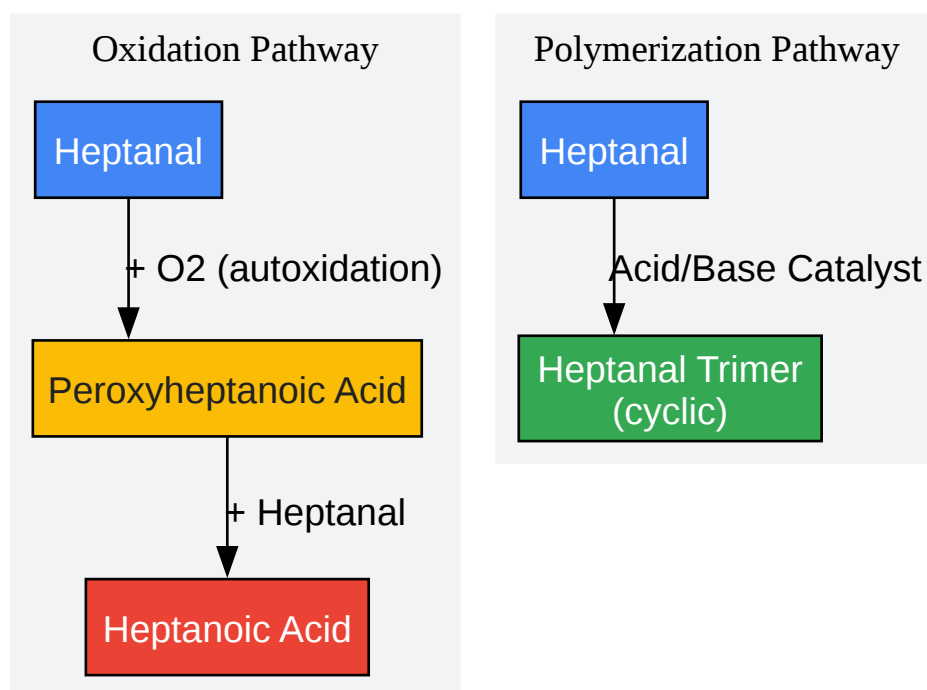 Oxidation Pathway
Heptanal
+ O2 (autoxidation)
Peroxyheptanoic Acid
+ Heptanal
Heptanoic Acid
Polymerization Pathway
Heptanal
Acid/Base Catalyst
Heptanal Trimer
(cyclic)